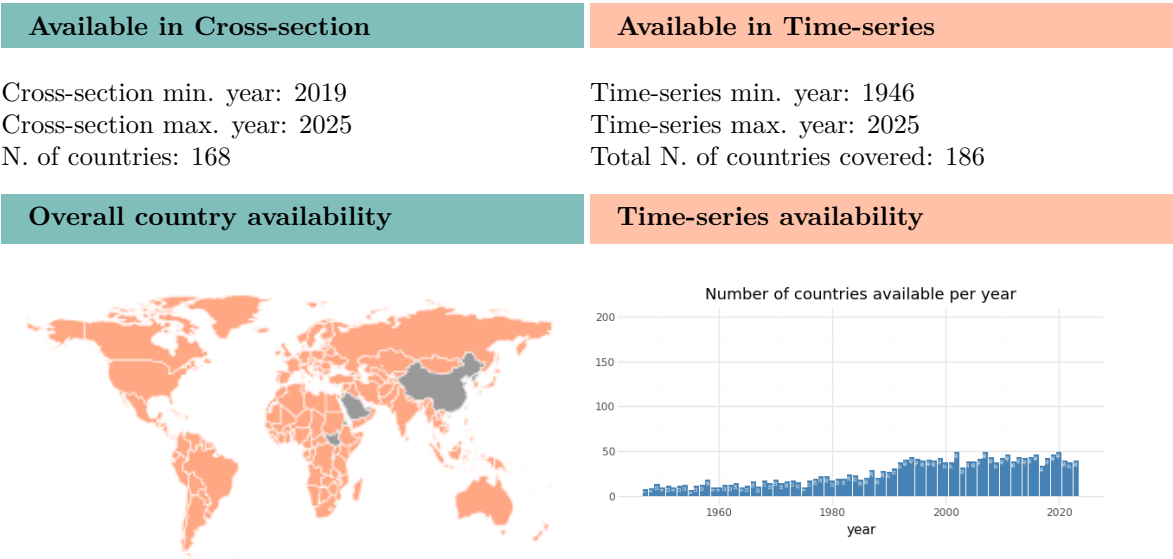 Available in Cross-section
Available in Time-series
Cross-section min. year: 2019
Cross-section max. year: 2025
N. of countries: 168
Time-series min. year: 1946
Time-series max. year: 2025
Total N. of countries covered: 186
Overall country availability
Time-series availability
Number of countries available per year
200
150
100
50
0
1960
1980
2000
2020
year